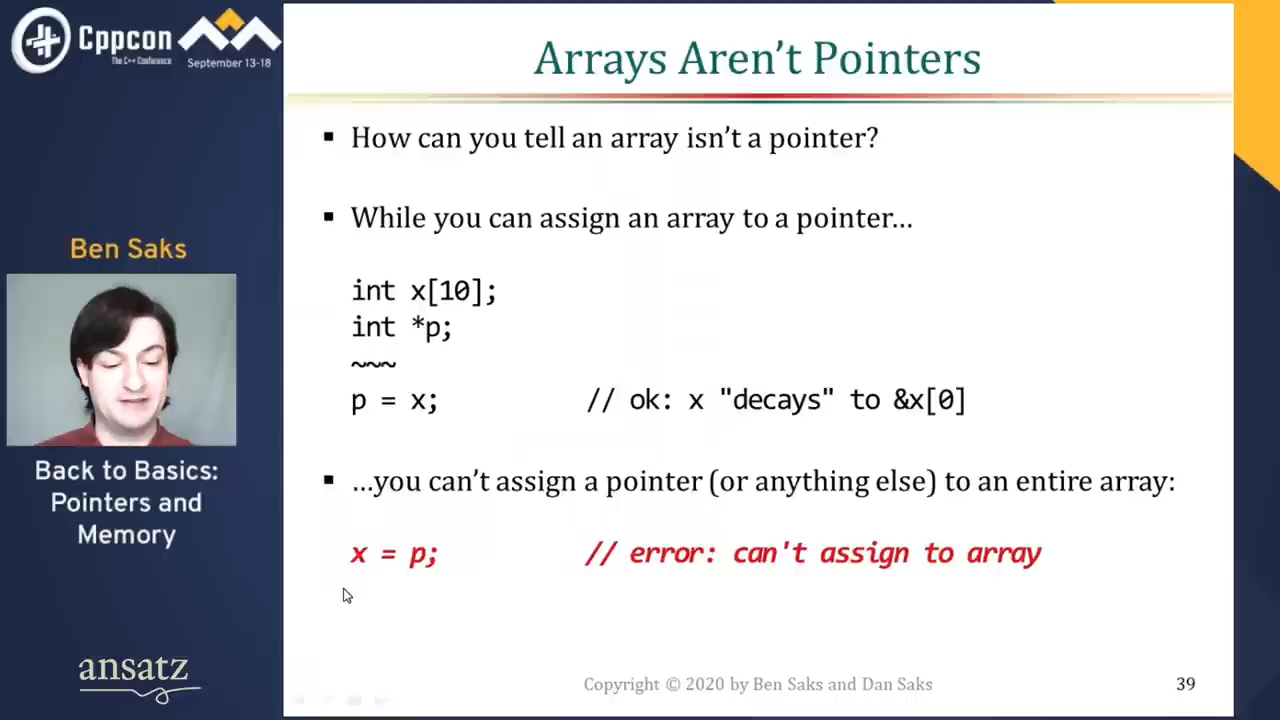 Cppcon
The C++ Conference
September 13-18
Ben Saks
Back to Basics:
Pointers and
Memory
ansatz
Arrays Aren't Pointers
▪ How can you tell an array isn't a pointer?
▪ While you can assign an array to a pointer…
int x[10];
int *p;
~~~
p = x; // ok: x "decays" to &x[0]
▪ …you can't assign a pointer (or anything else) to an entire array:
x = p; // error: can't assign to array
Copyright © 2020 by Ben Saks and Dan Saks
39